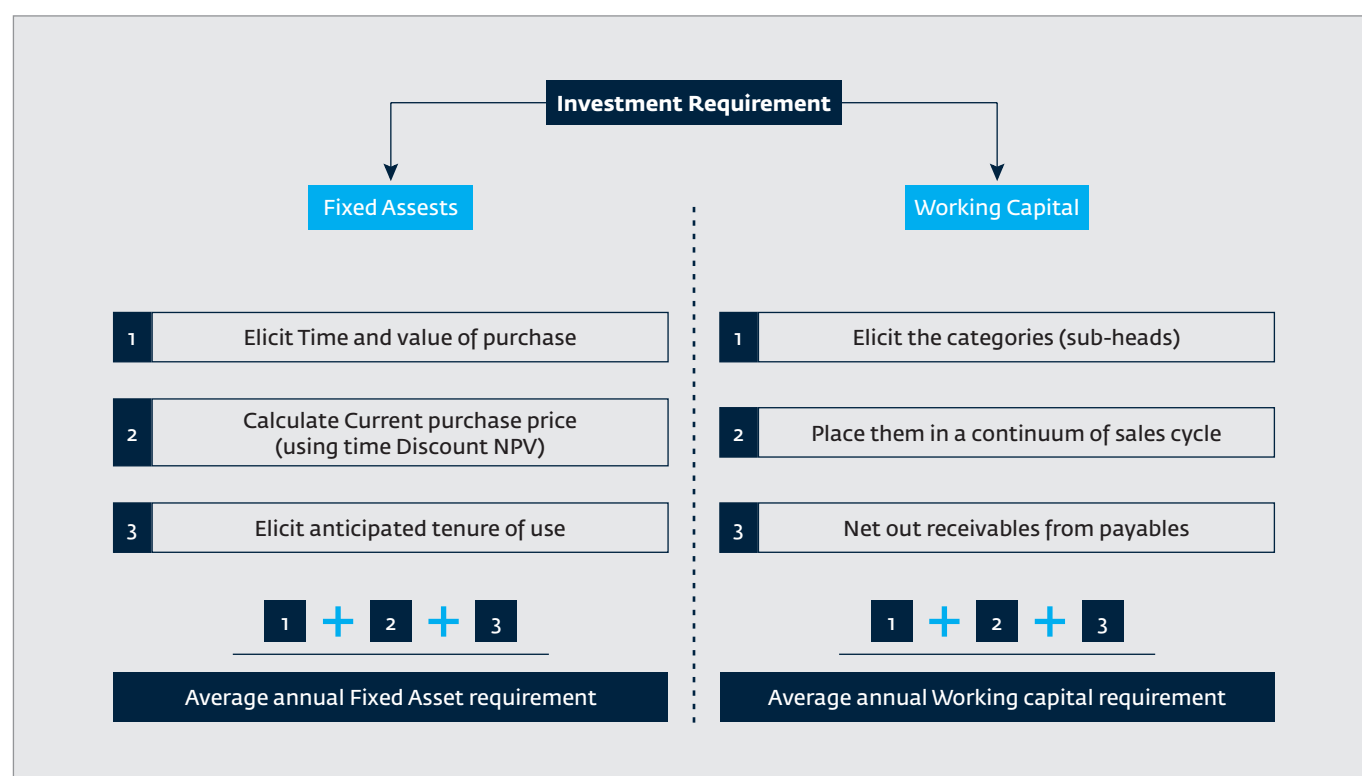 Investment Requirement
Fixed Assests
1 Elicit Time and value of purchase
2 Calculate Current purchase price
(using time Discount NPV)
3 Elicit anticipated tenure of use
1 + 2 + 3
Average annual Fixed Asset requirement
Working Capital
1 Elicit the categories (sub-heads)
2 Place them in a continuum of sales cycle
3 Net out receivables from payables
1 + 2 + 3
Average annual Working capital requirement